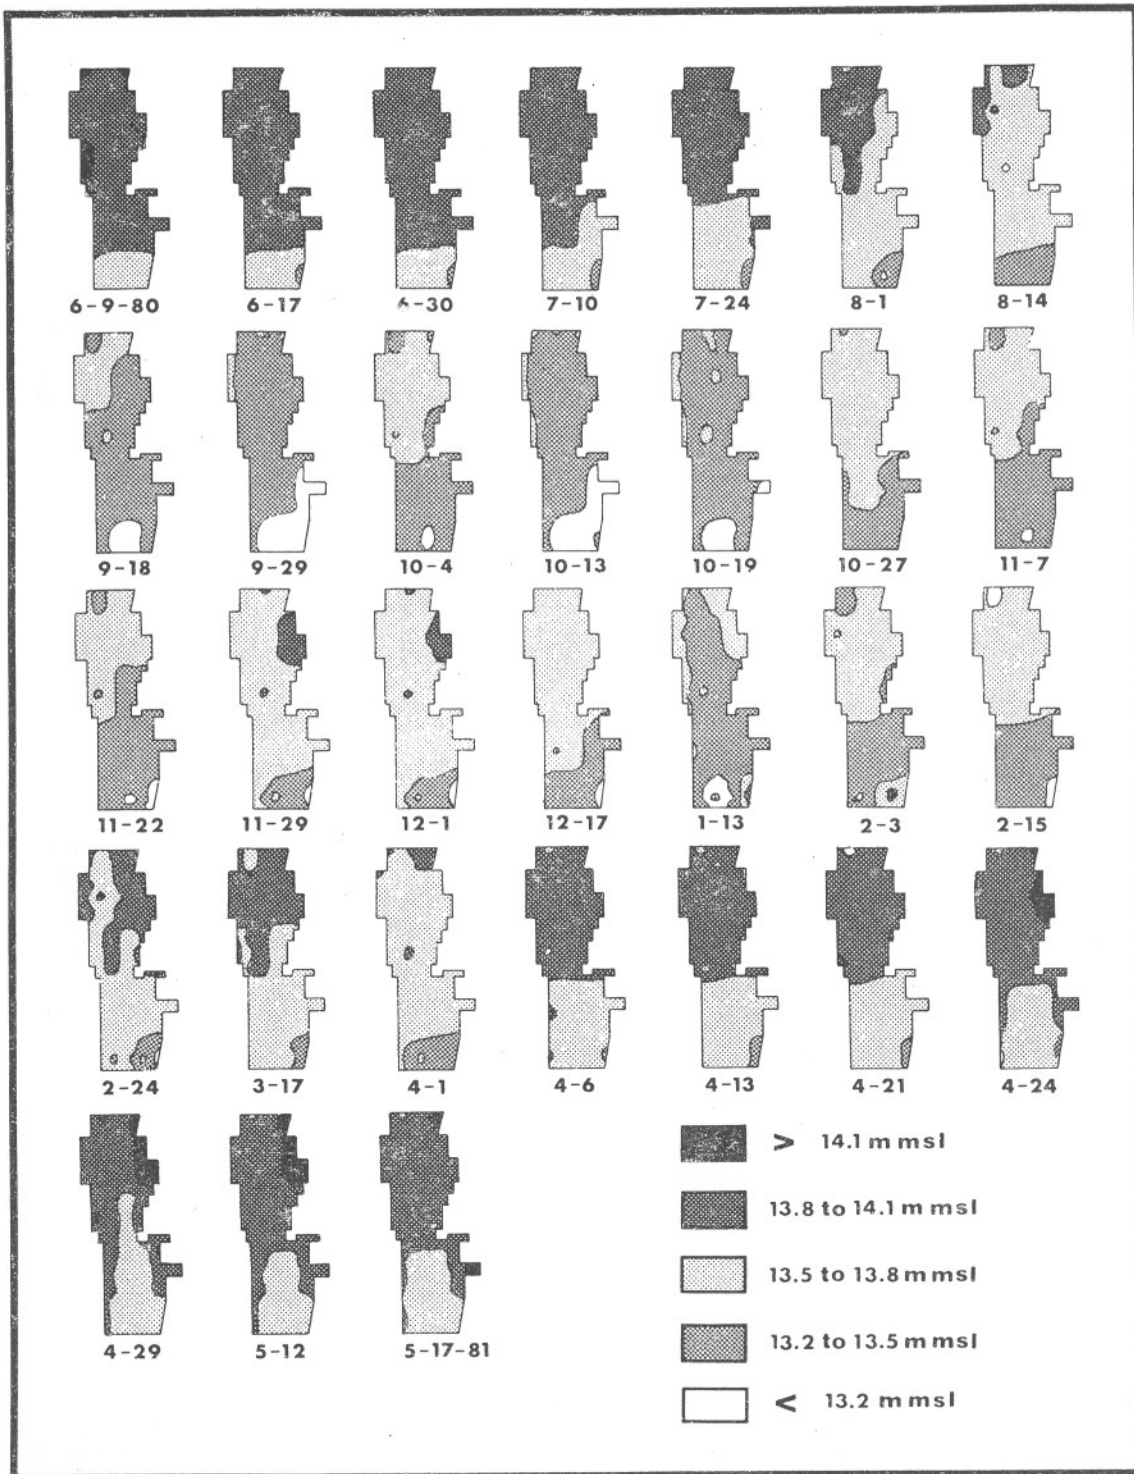 6-9-80 6-17 6-30 7-10 7-24 8-1 8-14
9-18 9-29 10-4 10-13 10-19 10-27 11-7
11-22 11-29 12-1 12-17 1-13 2-3 2-15
2-24 3-17 4-1 4-6 4-13 4-21 4-24
4-29 5-12 5-17-81
> 14.1 m msl
13.8 to 14.1 m msl
13.5 to 13.8 m msl
13.2 to 13.5 m msl
< 13.2 m msl